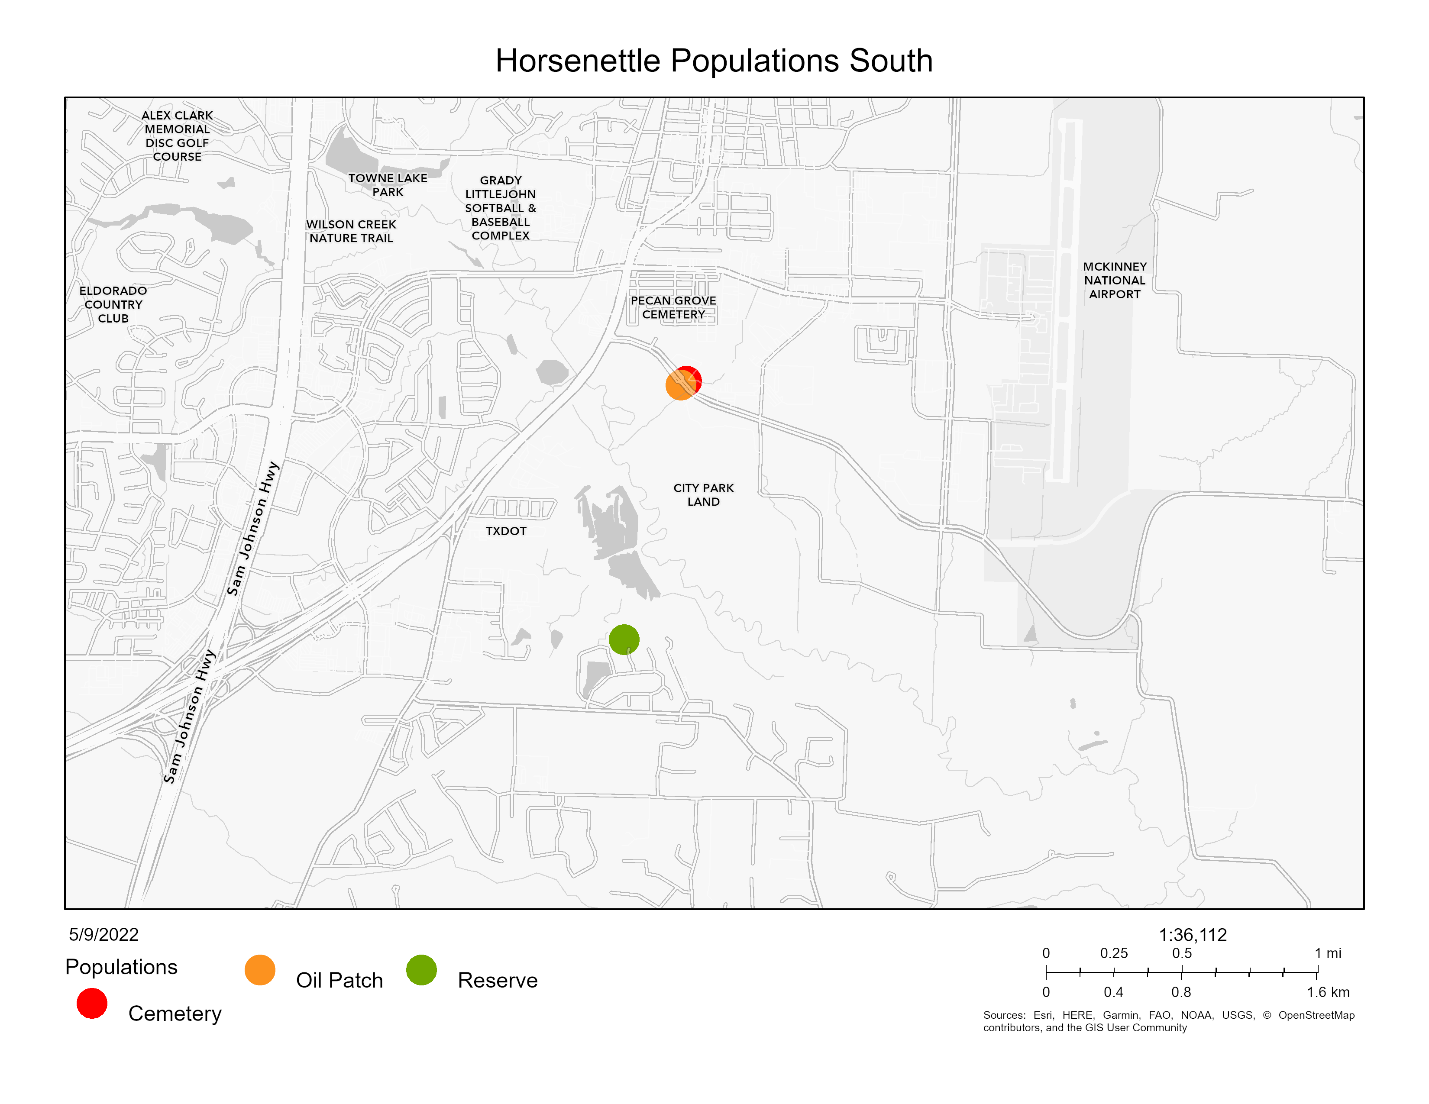 Horsenettle Populations South
ALEX CLARK
MEMORIAL
DISC GOLF
COURSE
TOWNE LAKE
PARK
GRADY
LITTLEJOHN
SOFTBALL &
BASEBALL
COMPLEX
WILSON CREEK
NATURE TRAIL
ELDORADO
COUNTRY
CLUB
PECAN GROVE
CEMETERY
MCKINNEY
NATIONAL
AIRPORT
CITY PARK
LAND
TXDOT
Sam Johnson Hwy
Sam Johnson Hwy
5/9/2022
Populations
Cemetery
Oil Patch
Reserve
1:36,112
0 0.25 0.5 1 mi
0 0.4 0.8 1.6 km
Sources: Esri, HERE, Garmin, FAO, NOAA, USGS, © OpenStreetMap
contributors, and the GIS User Community